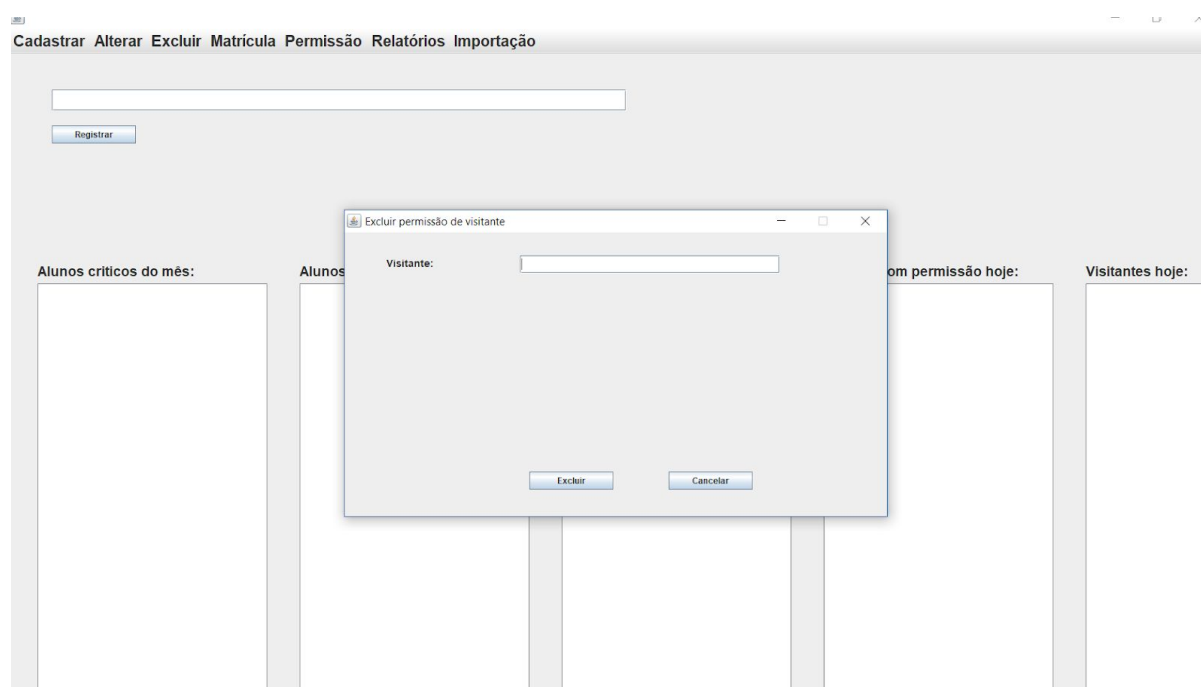 Cadastrar Alterar Excluir Matrícula Permissão Relatórios Importação
Registrar
Excluir permissão de visitante
Visitante:
Excluir Cancelar
Alunos criticos do mês:
Alunos
om permissão hoje:
Visitantes hoje: